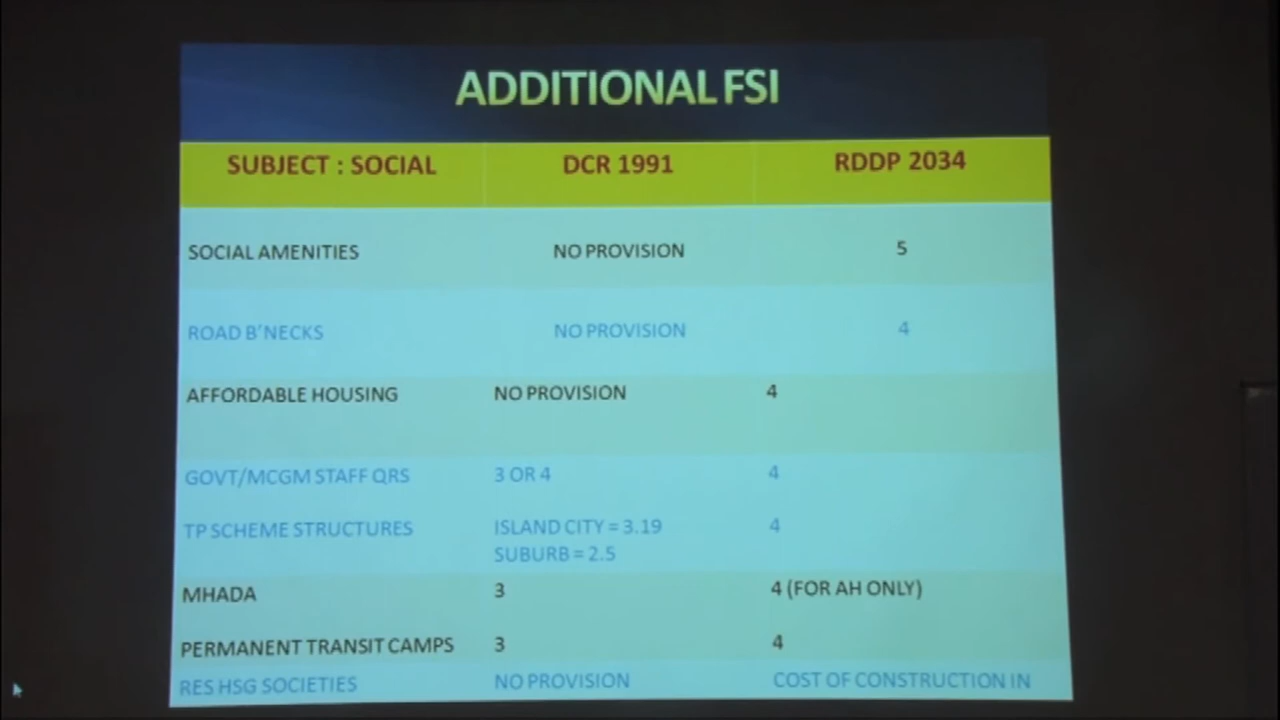 ADDITIONAL FSI
SUBJECT : SOCIAL DCR 1991 RDDP 2034
SOCIAL AMENITIES NO PROVISION 5
ROAD B'NECKS NO PROVISION 4
AFFORDABLE HOUSING NO PROVISION 4
GOVT/MCGM STAFF QRS 3 OR 4 4
TP SCHEME STRUCTURES ISLAND CITY = 3.19 4
SUBURB = 2.5
MHADA 3 4 (FOR AH ONLY)
PERMANENT TRANSIT CAMPS 3 4
RES HSG SOCIETIES NO PROVISION COST OF CONSTRUCTION IN